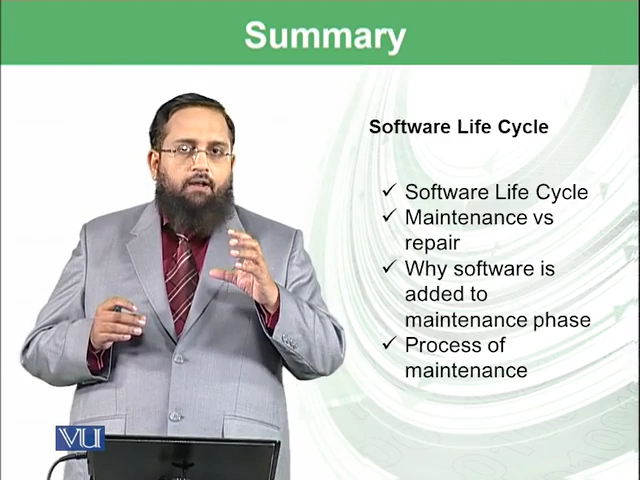 Summary
Software Life Cycle
✓ Software Life Cycle
✓ Maintenance vs
repair
✓ Why software is
added to
maintenance phase
✓ Process of
maintenance
VU